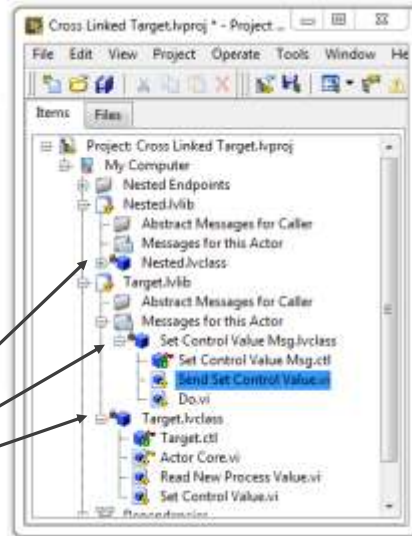 Cross Linked Target.lvproj * - Project ...
File Edit View Project Operate Tools Window He
Items Files
Project: Cross Linked Target.lvproj
My Computer
Nested Endpoints
Nested.lvlib
Abstract Messages for Caller
Messages for this Actor
Nested.lvclass
Target.lvlib
Abstract Messages for Caller
Messages for this Actor
Set Control Value Msg.lvclass
Set Control Value Msg.ctl
Send Set Control Value.vi
Do.vi
Target.lvclass
Target.ctl
Actor Core.vi
Read New Process Value.vi
Set Control Value.vi
Dependencies